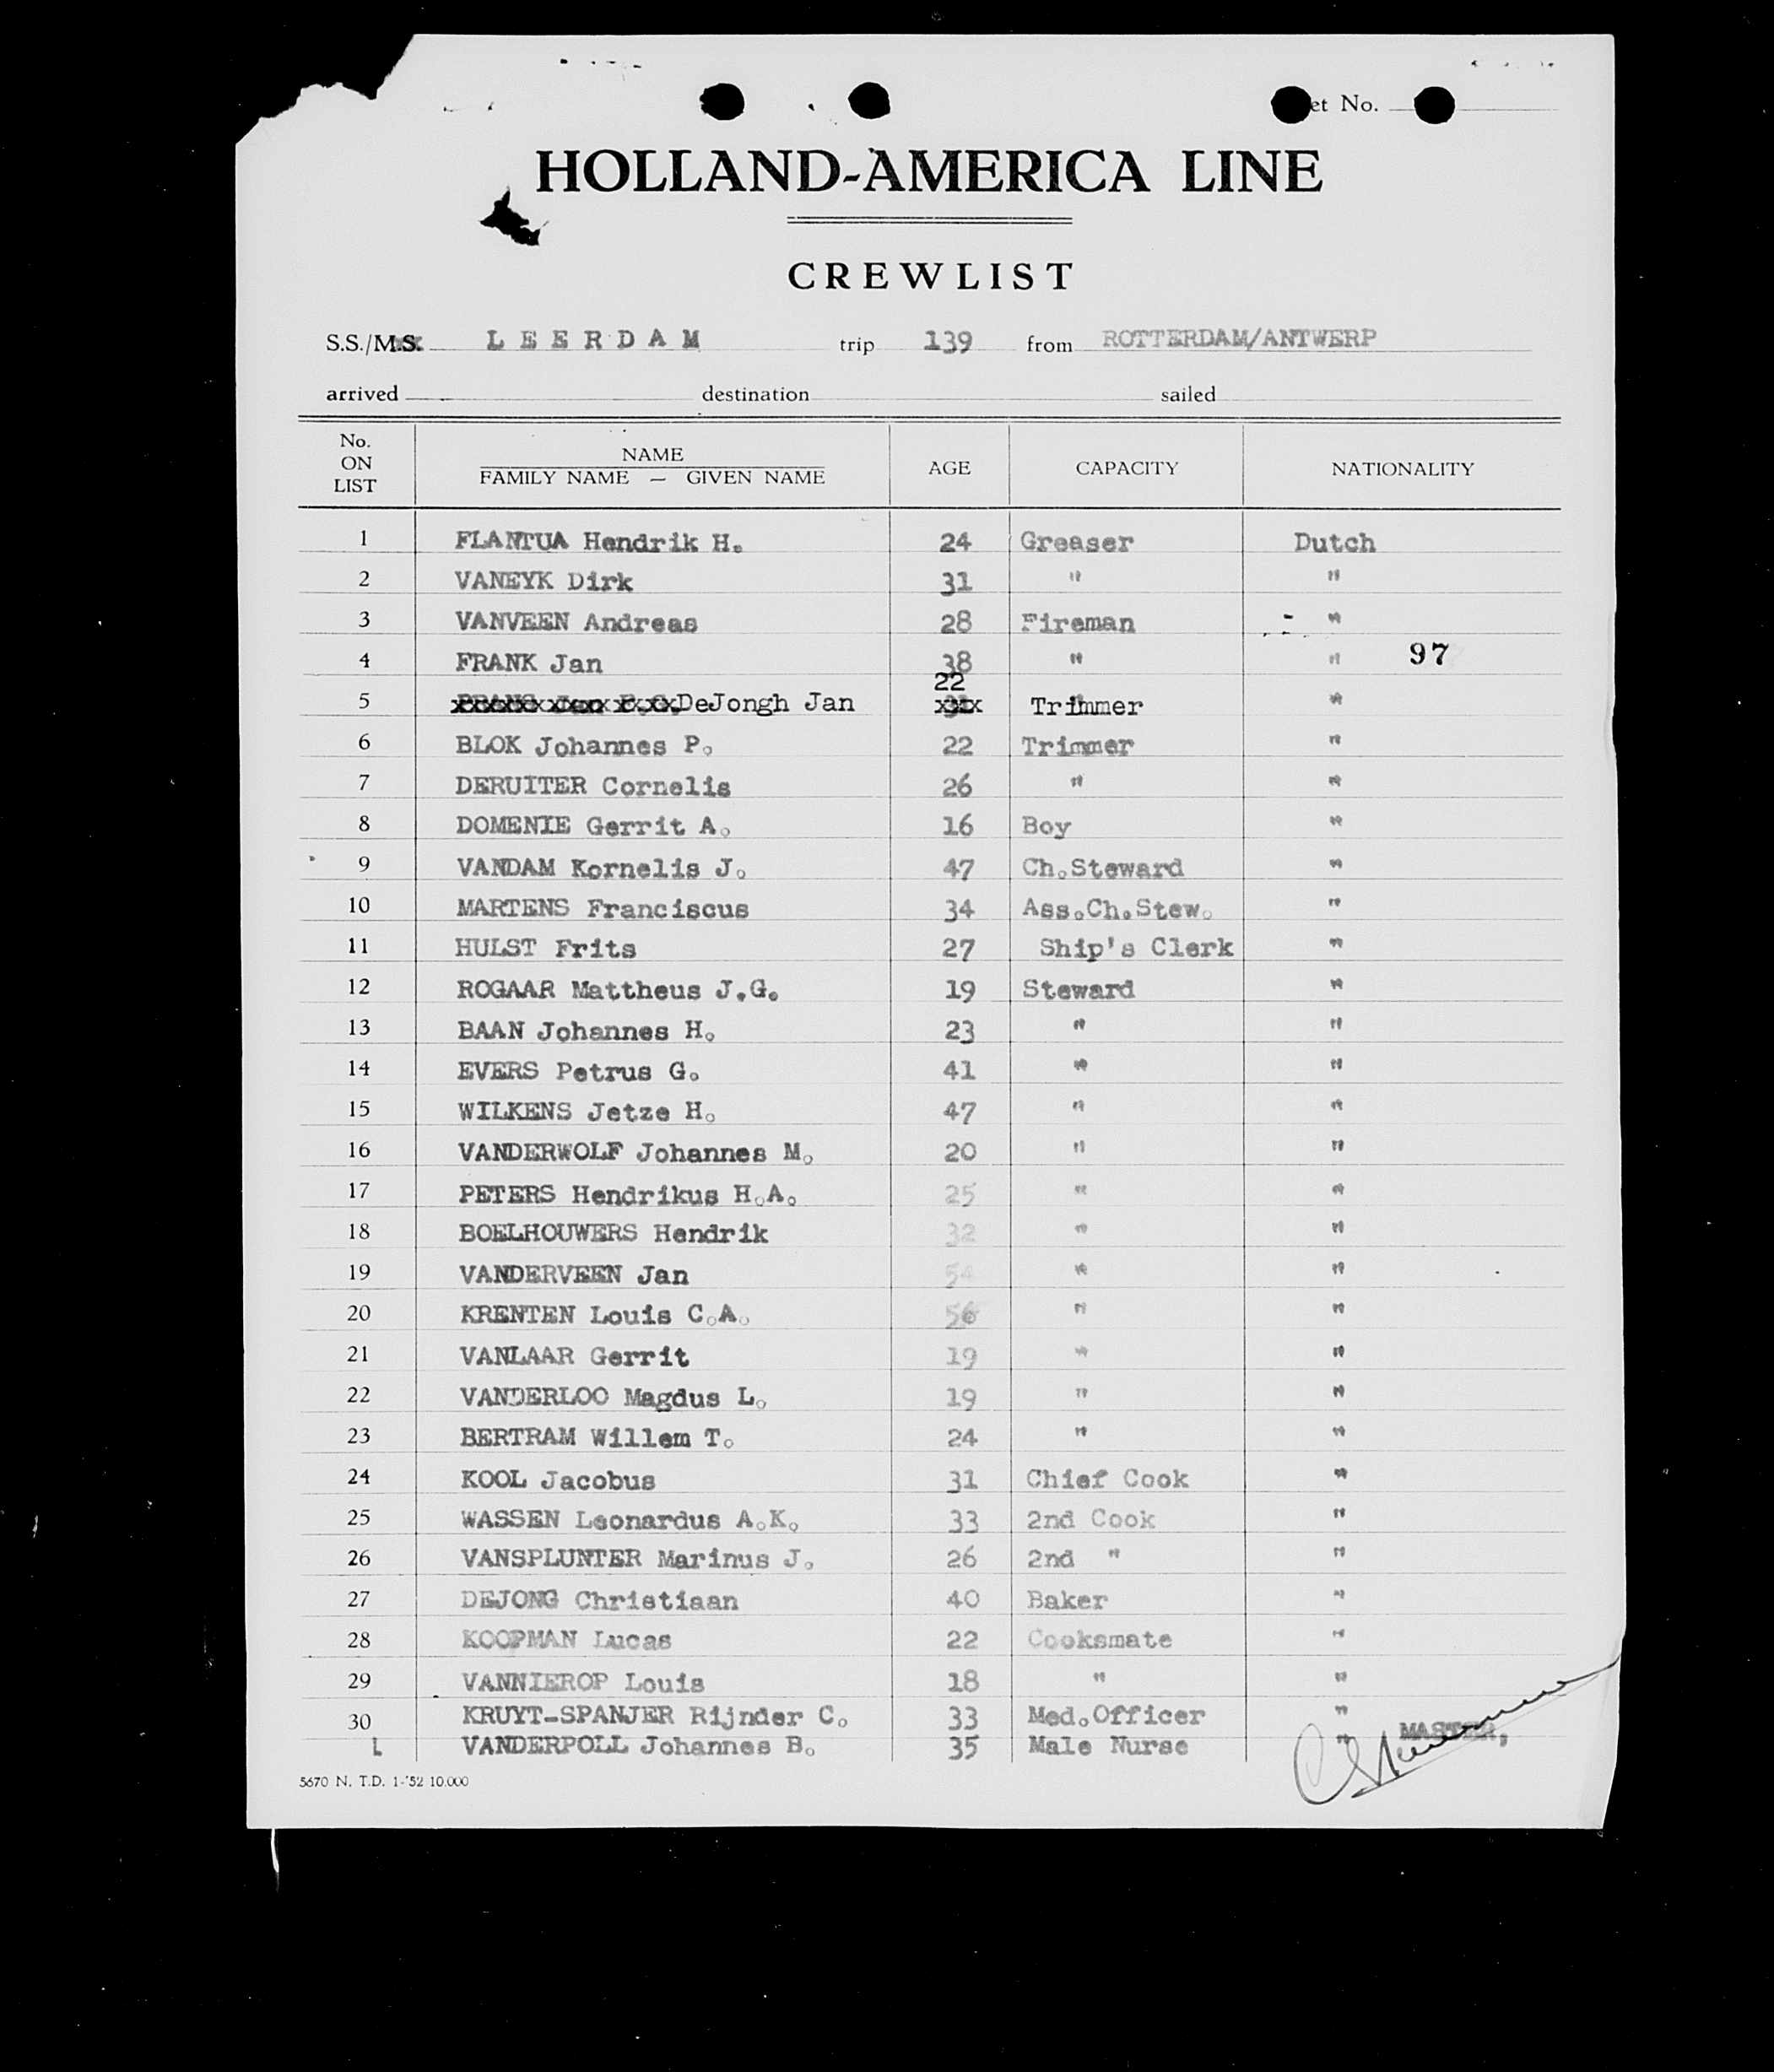 et No.
HOLLAND-AMERICA LINE
CREWLIST
S.S./M.S. LEERDAM trip 139 from ROTTERDAM/ANTWERP
arrived destination sailed
No. ON LIST NAME FAMILY NAME — GIVEN NAME AGE CAPACITY NATIONALITY
1 FLANTUA Hendrik H. 24 Greaser Dutch
2 VANEYK Dirk 31 " "
3 VANVEEN Andreas 28 Fireman "
4 FRANK Jan 38 " " 97
5 DeJongh Jan 22 Trimmer "
6 BLOK Johannes P. 22 Trimmer "
7 DERUITER Cornelis 26 " "
8 DOMENIE Gerrit A. 16 Boy "
9 VANDAM Kornelis J. 47 Ch.Steward "
10 MARTENS Franciscus 34 Ass.Ch.Stew. "
11 HULST Frits 27 Ship's Clerk "
12 ROGAAR Mattheus J.G. 19 Steward "
13 BAAN Johannes H. 23 " "
14 EVERS Petrus G. 41 " "
15 WILKENS Jetze H. 47 " "
16 VANDERWOLF Johannes M. 20 " "
17 PETERS Hendrikus H.A. 25 " "
18 BOELHOUWERS Hendrik 32 " "
19 VANDERVEEN Jan 54 " "
20 KRENTEN Louis C.A. 56 " "
21 VANLAAR Gerrit 19 " "
22 VANDERLOO Magdus L. 19 " "
23 BERTRAM Willem T. 24 " "
24 KOOL Jacobus 31 Chief Cook "
25 WASSEN Leonardus A.K. 33 2nd Cook "
26 VANSPLUNTER Marinus J. 26 2nd " "
27 DEJONG Christiaan 40 Baker "
28 KOOPMAN Lucas 22 Cooksmate "
29 VANNIEROP Louis 18 " "
30 KRUYT-SPANJER Rijnder C. 33 Med.Officer "
1 VANDERPOLL Johannes B. 35 Male Nurse " MASTER,
5670 N. T.D. 1-'52 10.000